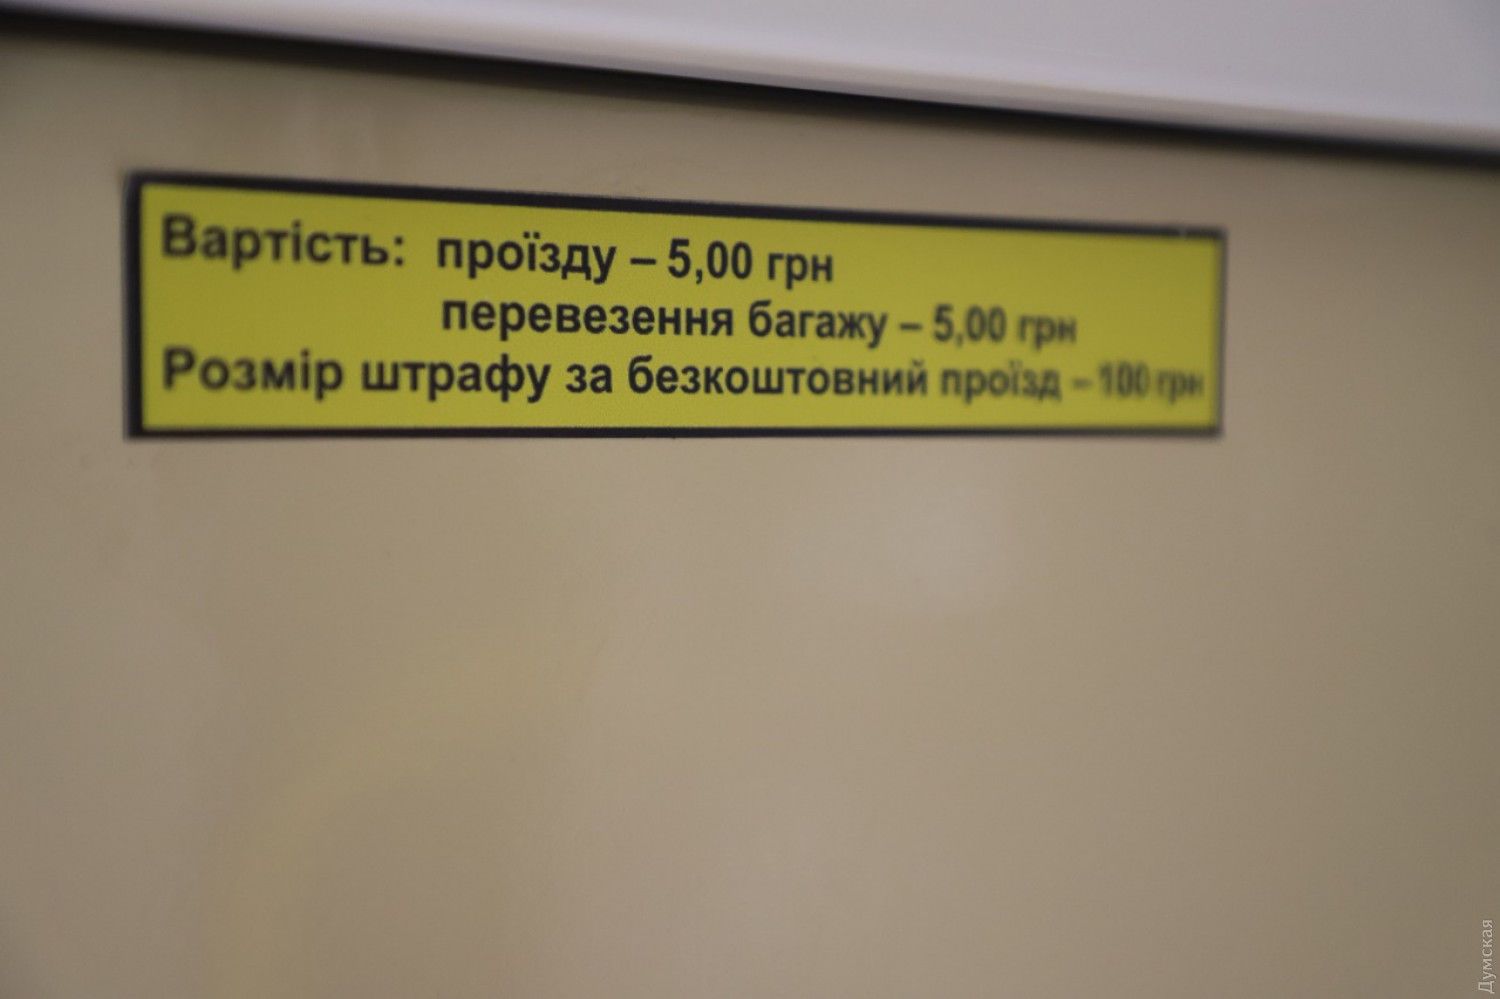 Вартість: проїзду – 5,00 грн
перевезення багажу – 5,00 грн
Розмір штрафу за безкоштовний проїзд – 100 грн
Думская